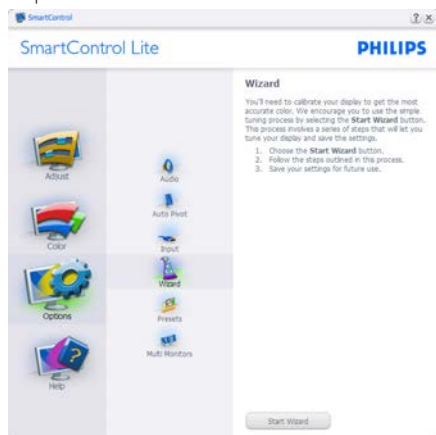 SmartControl
SmartControl Lite
PHILIPS
Adjust
Color
Options
Help
Audio
Auto Pivot
Input
Wizard
Presets
Multi Monitors
Wizard
You'll need to calibrate your display to get the most
accurate color. We encourage you to use the simple
tuning process by selecting the Start Wizard button.
This process involves a series of steps that will let you
tune your display and save the settings.
1. Choose the Start Wizard button.
2. Follow the steps outlined in this process.
3. Save your settings for future use.
Start Wizard